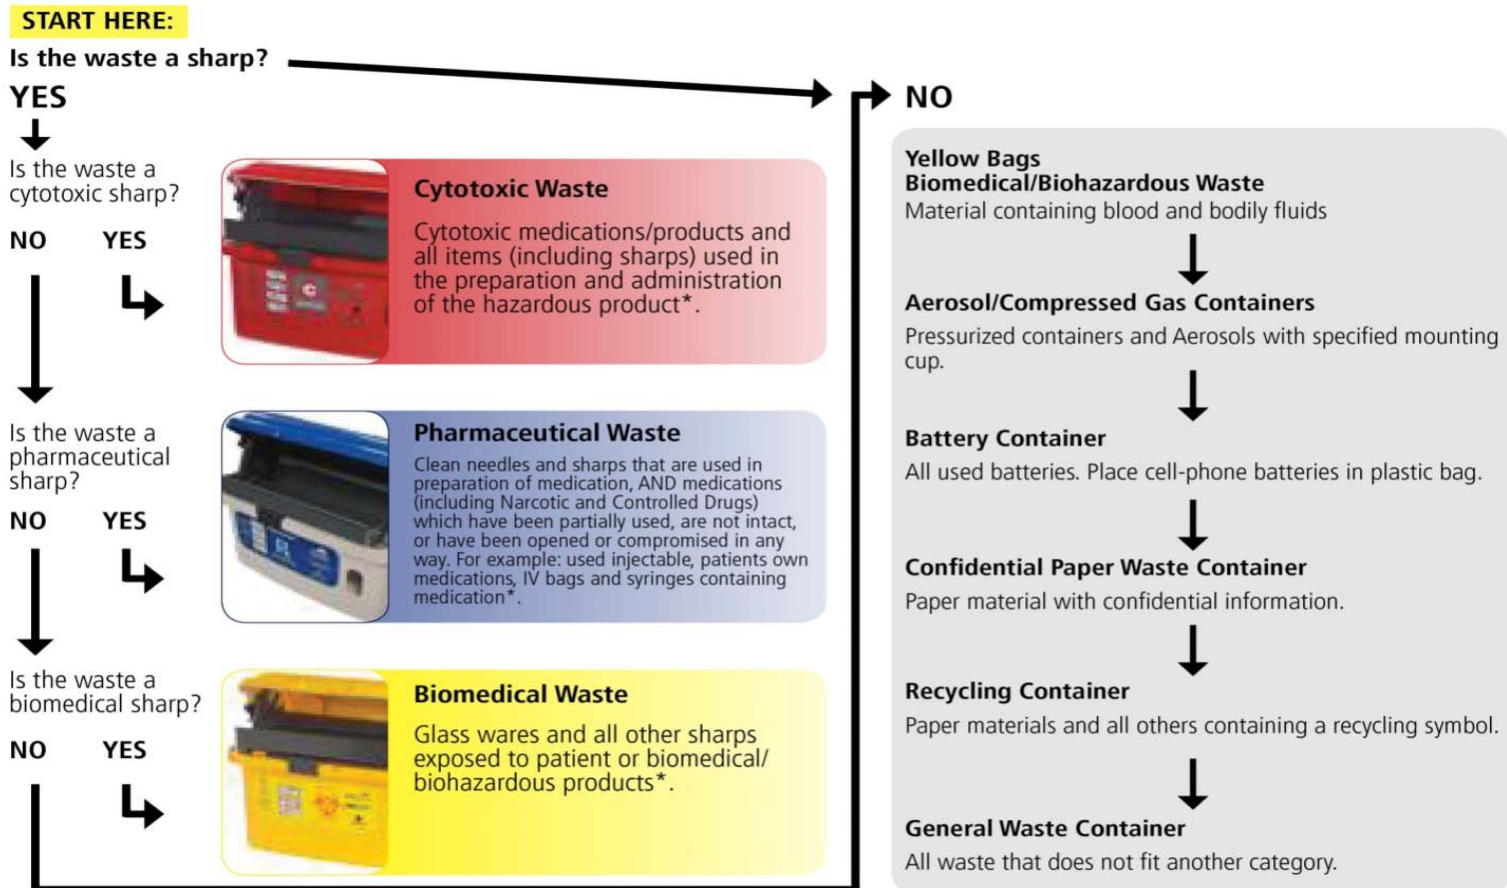 START HERE:
Is the waste a sharp?
YES
Is the waste a
cytotoxic sharp?
NO YES
Cytotoxic Waste
Cytotoxic medications/products and
all items (including sharps) used in
the preparation and administration
of the hazardous product*.
Is the waste a
pharmaceutical
sharp?
NO YES
Pharmaceutical Waste
Clean needles and sharps that are used in
preparation of medication, AND medications
(including Narcotic and Controlled Drugs)
which have been partially used, are not intact,
or have been opened or compromised in any
way. For example: used injectable, patients own
medications, IV bags and syringes containing
medication*.
Is the waste a
biomedical sharp?
NO YES
Biomedical Waste
Glass wares and all other sharps
exposed to patient or biomedical/
biohazardous products*.
NO
Yellow Bags
Biomedical/Biohazardous Waste
Material containing blood and bodily fluids
Aerosol/Compressed Gas Containers
Pressurized containers and Aerosols with specified mounting
cup.
Battery Container
All used batteries. Place cell-phone batteries in plastic bag.
Confidential Paper Waste Container
Paper material with confidential information.
Recycling Container
Paper materials and all others containing a recycling symbol.
General Waste Container
All waste that does not fit another category.